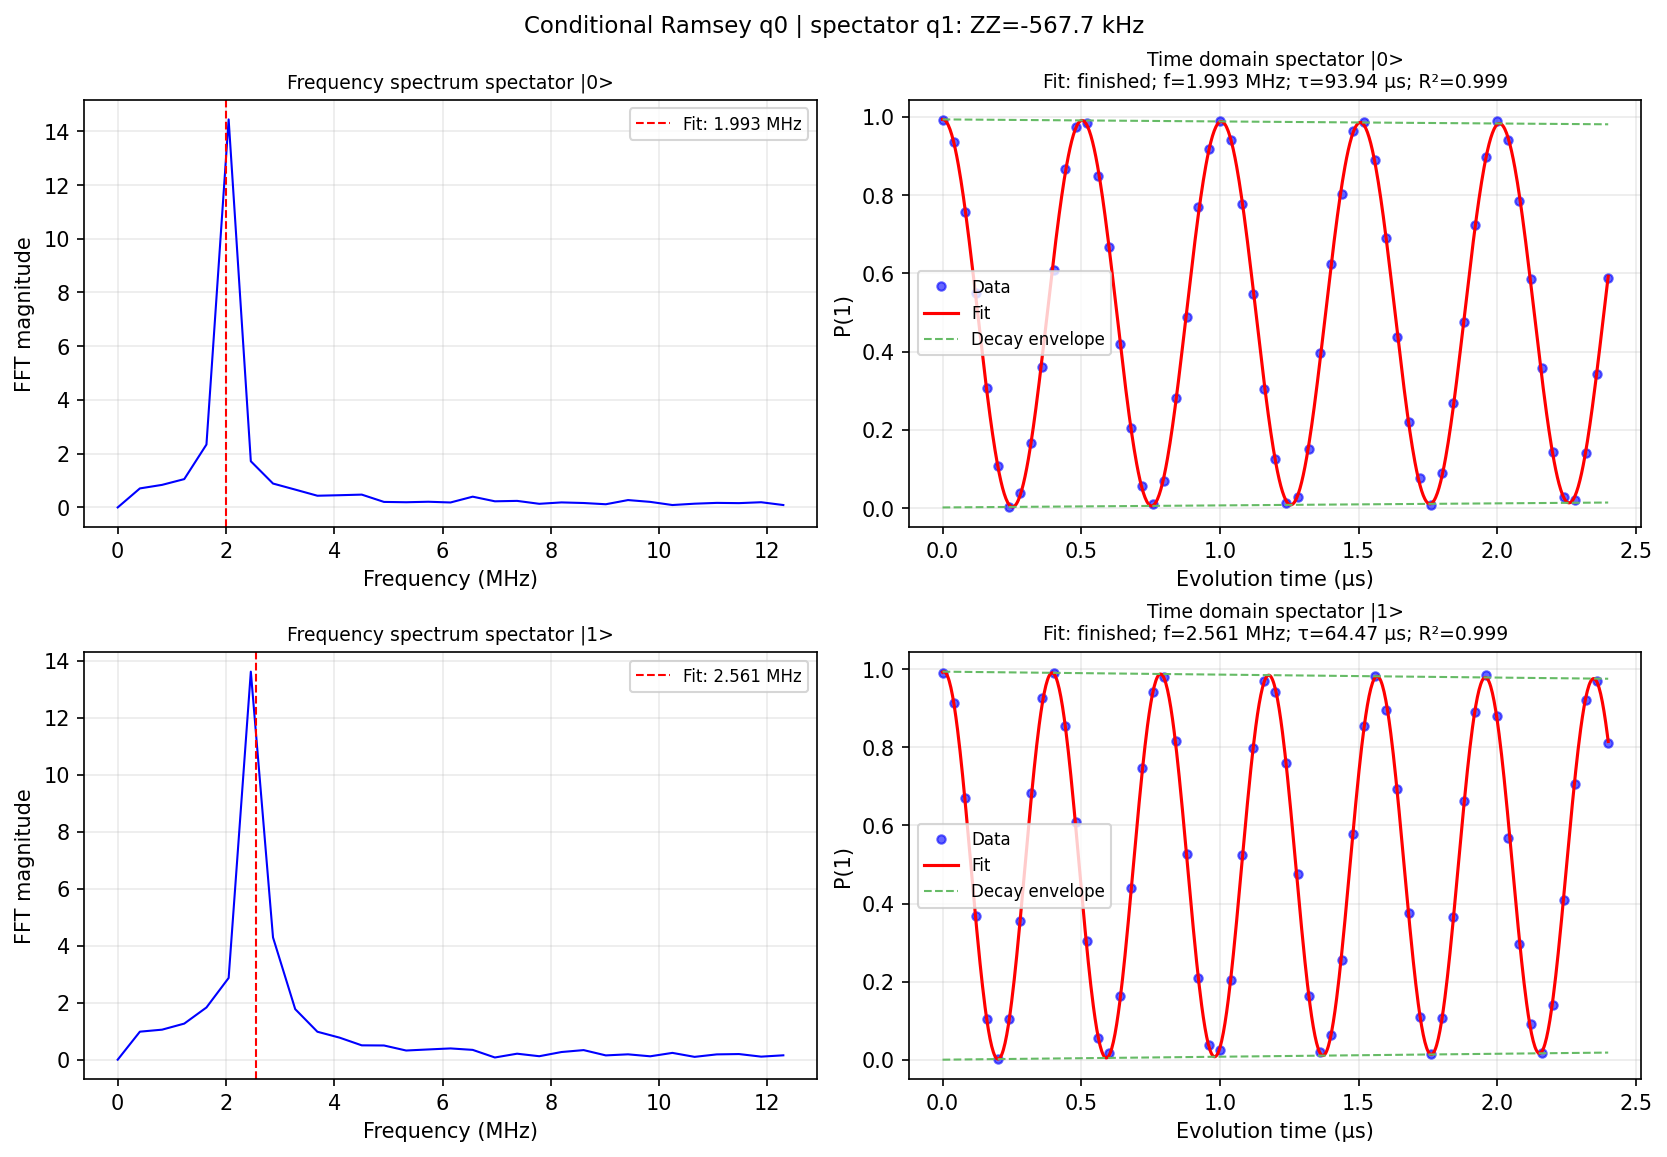 Conditional Ramsey q0 | spectator q1: ZZ=-567.7 kHz
Frequency spectrum spectator |0>
Fit: 1.993 MHz
FFT magnitude
14
12
10
8
6
4
2
0
0 2 4 6 8 10 12
Frequency (MHz)
Time domain spectator |0>
Fit: finished; f=1.993 MHz; τ=93.94 µs; R²=0.999
P(1)
1.0
0.8
0.6
0.4
0.2
0.0
Data
Fit
Decay envelope
0.0 0.5 1.0 1.5 2.0 2.5
Evolution time (µs)
Frequency spectrum spectator |1>
Fit: 2.561 MHz
FFT magnitude
14
12
10
8
6
4
2
0
0 2 4 6 8 10 12
Frequency (MHz)
Time domain spectator |1>
Fit: finished; f=2.561 MHz; τ=64.47 µs; R²=0.999
P(1)
1.0
0.8
0.6
0.4
0.2
0.0
Data
Fit
Decay envelope
0.0 0.5 1.0 1.5 2.0 2.5
Evolution time (µs)